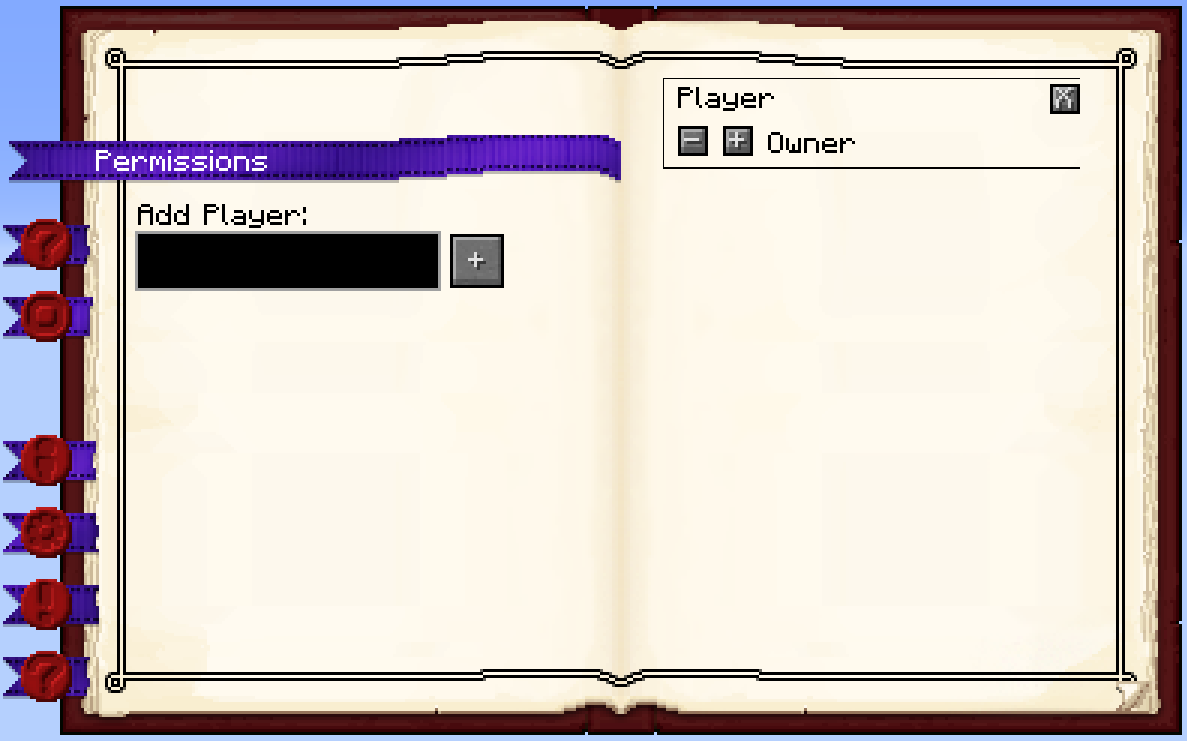 Permissions
Add Player:
+
Player
X
- + Owner
?
!
?